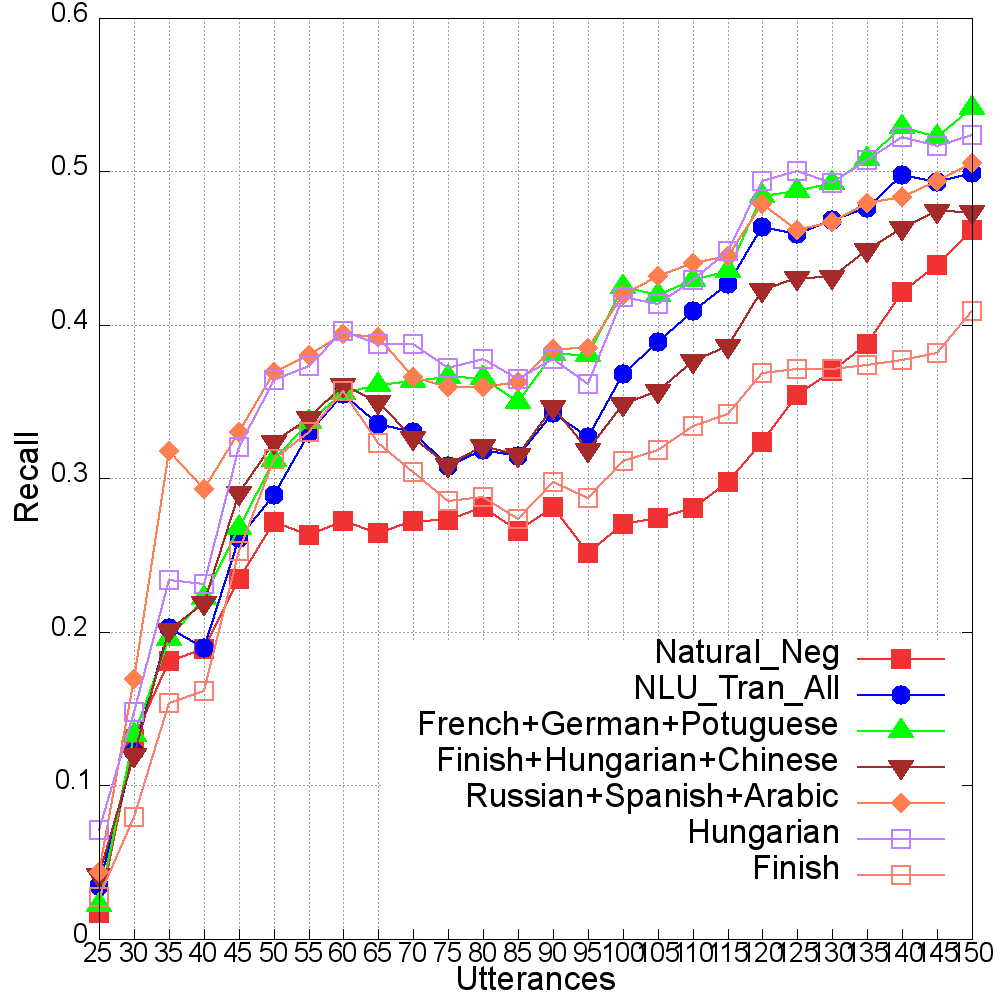 0.6
0.5
0.4
0.3
0.2
0.1
0
Recall
25 30 35 40 45 50 55 60 65 70 75 80 85 90 95 100 105 110 115 120 125 130 135 140 145 150
Utterances
Natural_Neg
NLU_Tran_All
French+German+Potuguese
Finish+Hungarian+Chinese
Russian+Spanish+Arabic
Hungarian
Finish